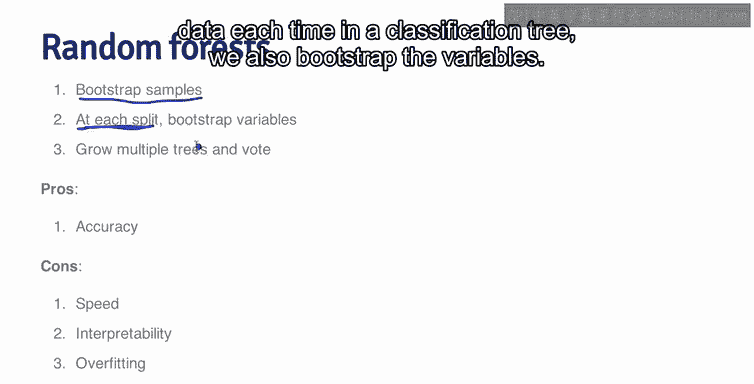 data each time in a classification tree,
Random forests
we also bootstrap the variables.
1. Bootstrap samples
2. At each split, bootstrap variables
3. Grow multiple trees and vote
Pros:
1. Accuracy
Cons:
1. Speed
2. Interpretability
3. Overfitting